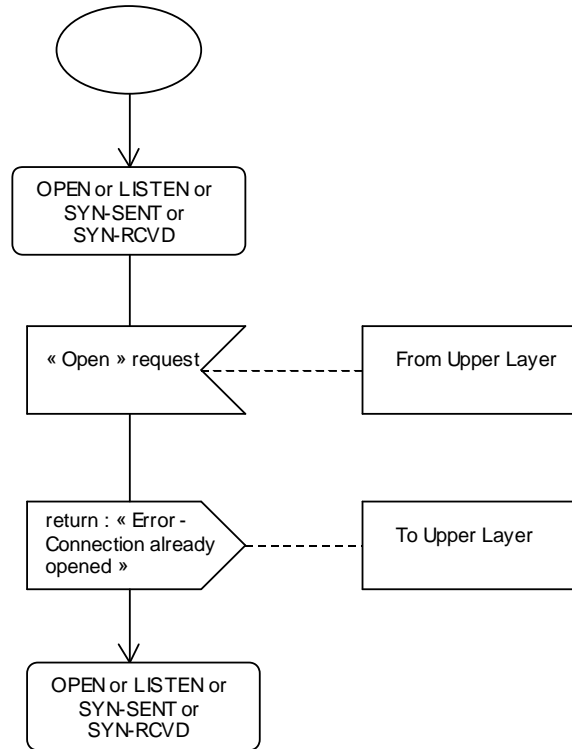 OPEN or LISTEN or
SYN-SENT or
SYN-RCVD
« Open » request
From Upper Layer
return : « Error -
Connection already
opened »
To Upper Layer
OPEN or LISTEN or
SYN-SENT or
SYN-RCVD